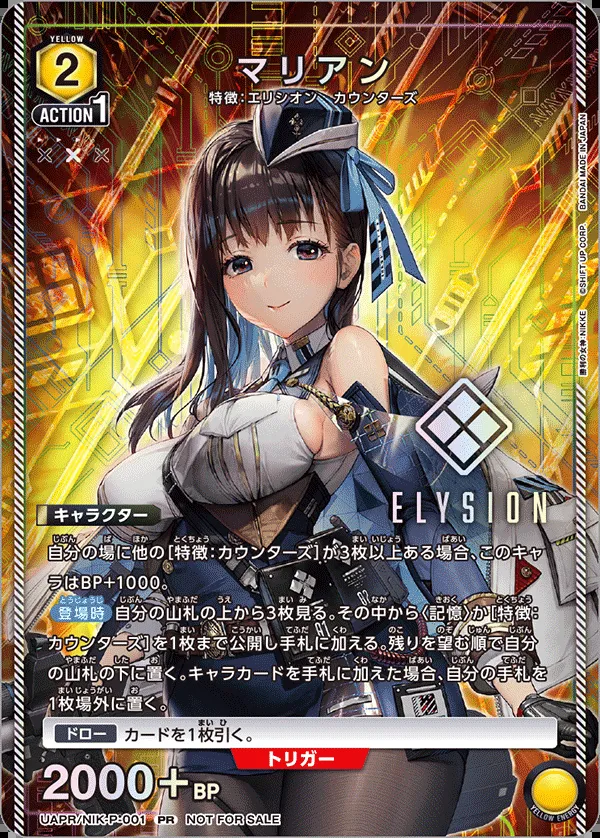 YELLOW
2
ACTION 1
マリアン
特徴:エリシオン カウンターズ
BANDAI MADE IN JAPAN
©SHIFT UP CORP.
勝利の女神:NIKKE
ELYSION
キャラクター
自分の場に他の[特徴:カウンターズ]が3枚以上ある場合、このキャ
ラはBP+1000。
登場時 自分の山札の上から3枚見る。その中から〈記憶〉か[特徴:
カウンターズ]を1枚まで公開し手札に加える。残りを望む順で自分
の山札の下に置く。キャラカードを手札に加えた場合、自分の手札を
1枚場外に置く。
ドロー カードを1枚引く。
トリガー
2000+BP
YELLOW ENERGY
UAPR/NIK-P-001 PR NOT FOR SALE